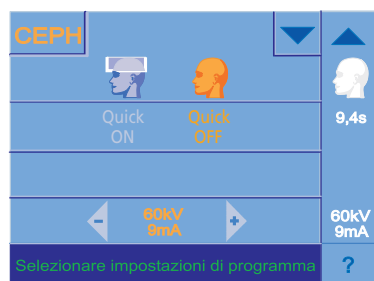 CEPH
Quick
ON
Quick
OFF
9,4s
-
60kV
9mA
+
60kV
9mA
Selezionare impostazioni di programma
?